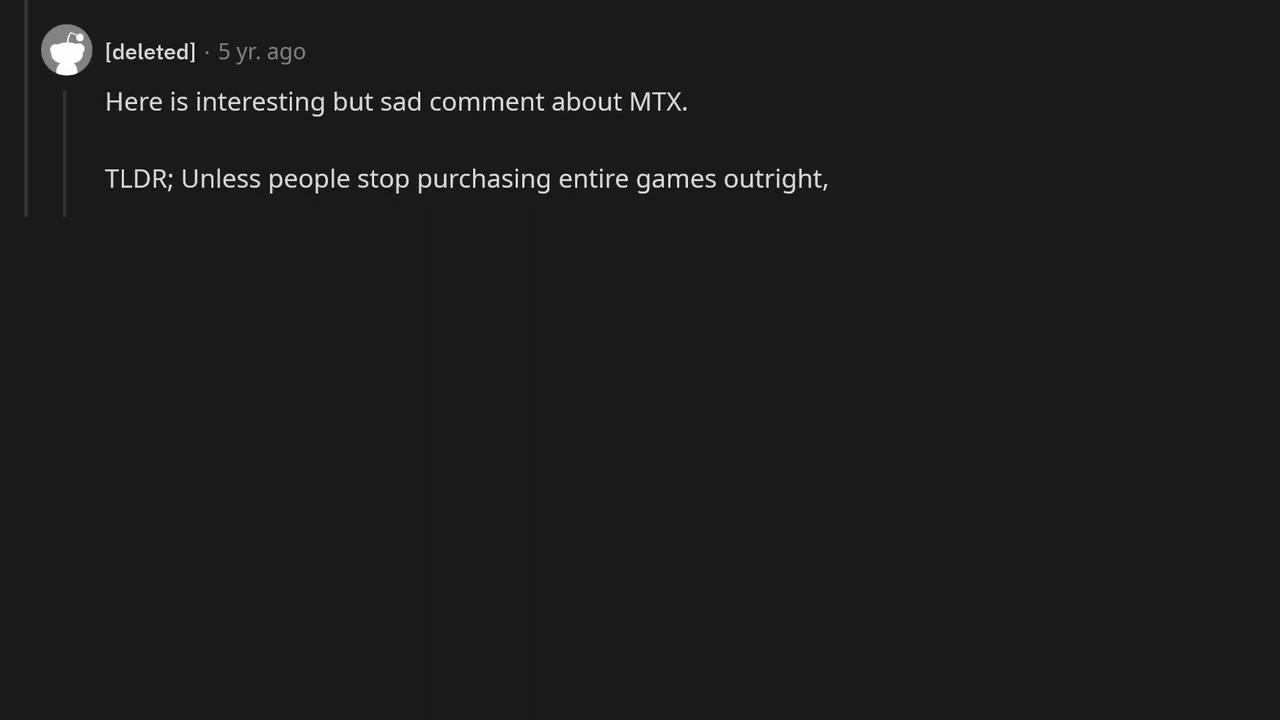 [deleted] · 5 yr. ago
Here is interesting but sad comment about MTX.
TLDR; Unless people stop purchasing entire games outright,